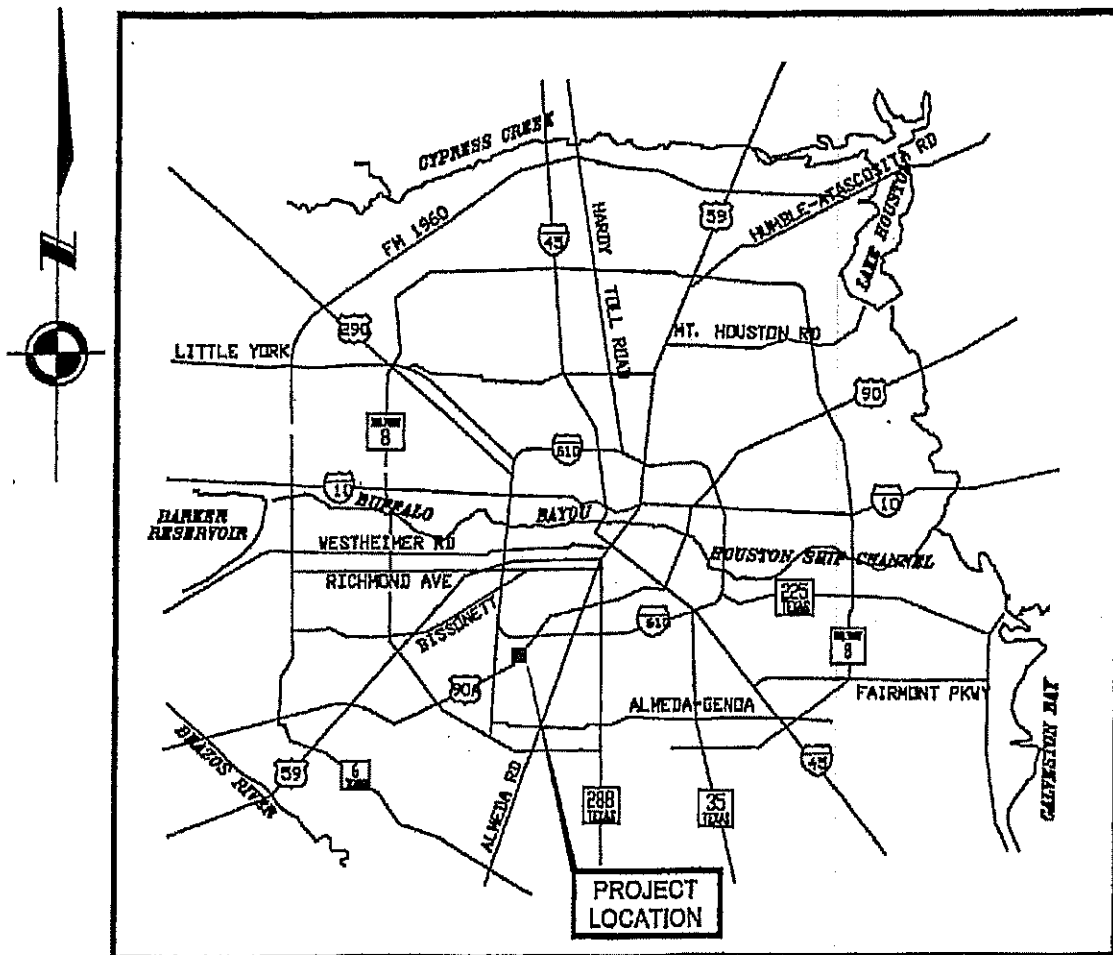 CYPRESS CREEK
FM 1960
45
HARDY
TOLL ROAD
59
HUMBLE-ATASCOSITA RD
LAKE HOUSTON
N
290
LITTLE YORK
MT. HOUSTON RD
90
8
610
10
BUFFALO
BAYOU
10
BARKER
RESERVOIR
WESTHEIMER RD
HOUSTON SHIP CHANNEL
RICHMOND AVE
BISSONETT
225
TEXAS
610
8
90A
FAIRMONT PKWY
ALMEDA-GENOA
GALVESTON BAY
BRAZOS RIVER
59
6
ALMEDA RD
288
TEXAS
35
TEXAS
45
PROJECT
LOCATION